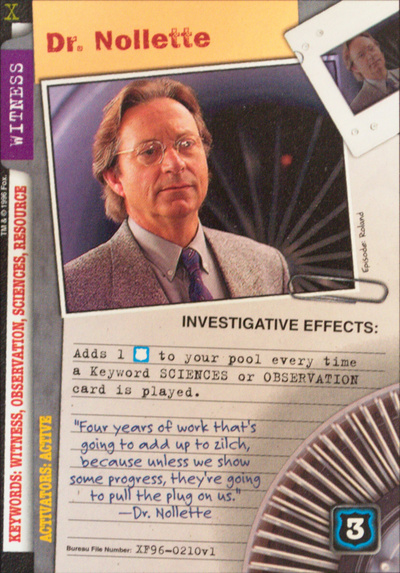 X
Dr. Nollette
WITNESS
TM & © 1996 Fox.
KEYWORDS: WITNESS, OBSERVATION, SCIENCES, RESOURCE
ACTIVATORS: ACTIVE
Episode: Roland
INVESTIGATIVE EFFECTS:
Adds 1 to your pool every time
a Keyword SCIENCES or OBSERVATION
card is played.
"Four years of work that's
going to add up to zilch,
because unless we show
some progress, they're going
to pull the plug on us."
—Dr. Nollette
3
Bureau File Number: XF96-0210v1